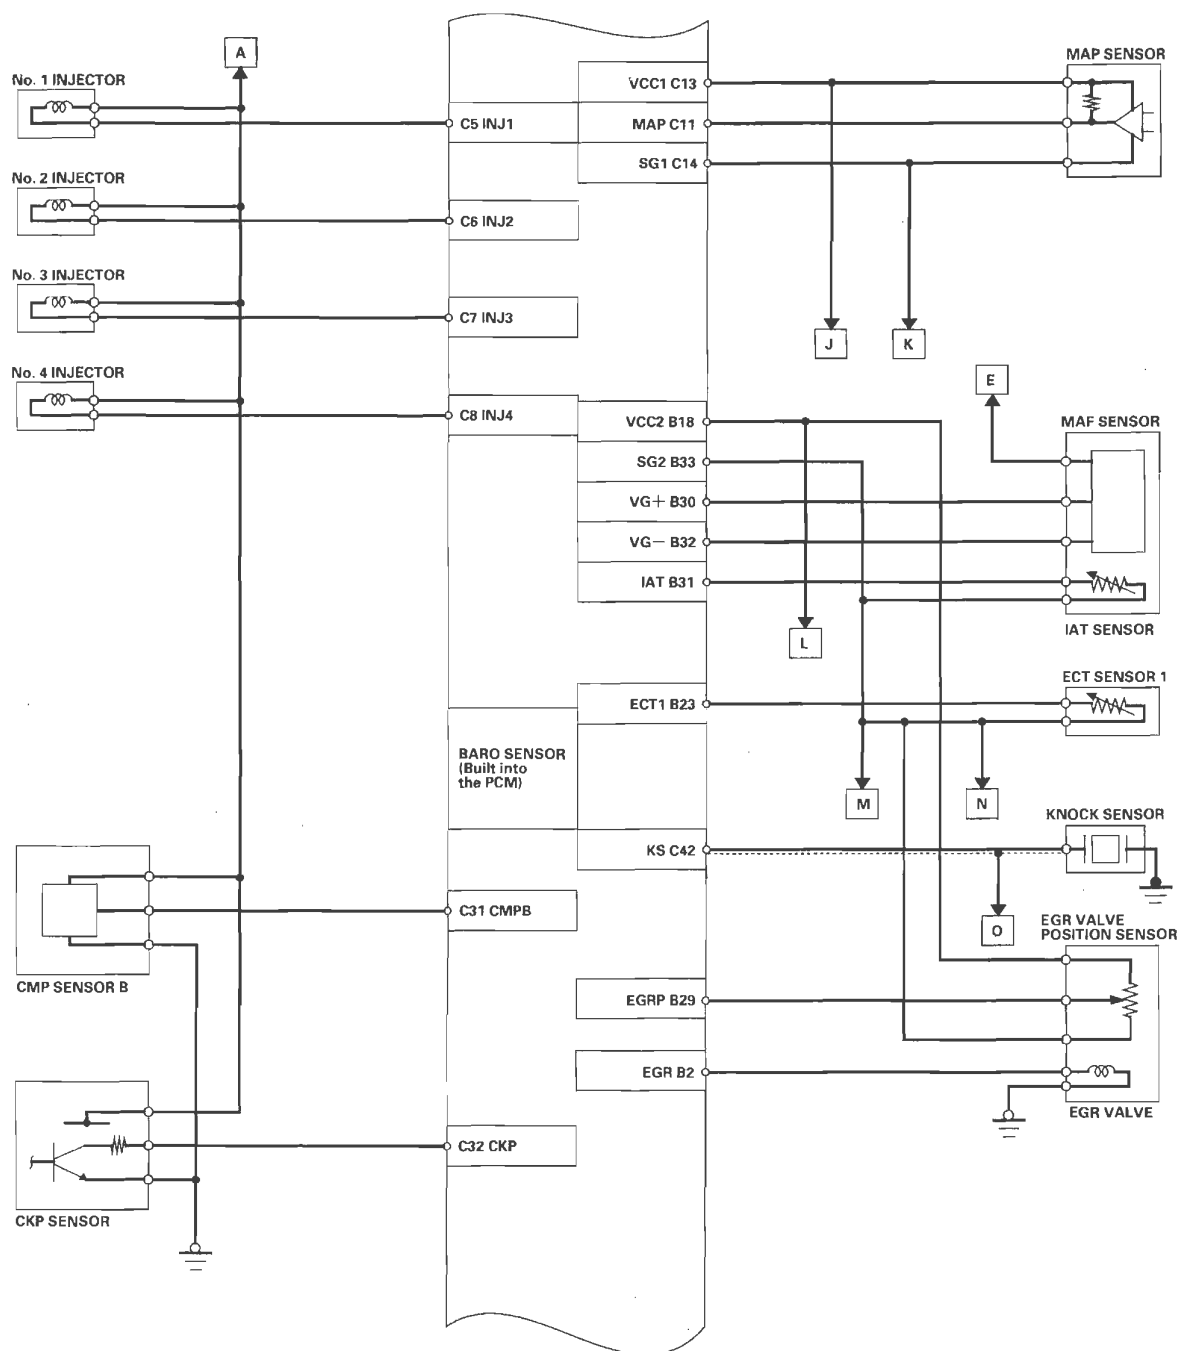 A
No. 1 INJECTOR
C5 INJ1
No. 2 INJECTOR
C6 INJ2
No. 3 INJECTOR
C7 INJ3
No. 4 INJECTOR
C8 INJ4
VCC1 C13
MAP C11
SG1 C14
MAP SENSOR
J
K
E
VCC2 B18
SG2 B33
VG+ B30
VG− B32
IAT B31
MAF SENSOR
IAT SENSOR
L
ECT1 B23
ECT SENSOR 1
BARO SENSOR
(Built into
the PCM)
M
N
KNOCK SENSOR
KS C42
O
CMP SENSOR B
C31 CMPB
EGR VALVE
POSITION SENSOR
EGRP B29
EGR B2
EGR VALVE
C32 CKP
CKP SENSOR